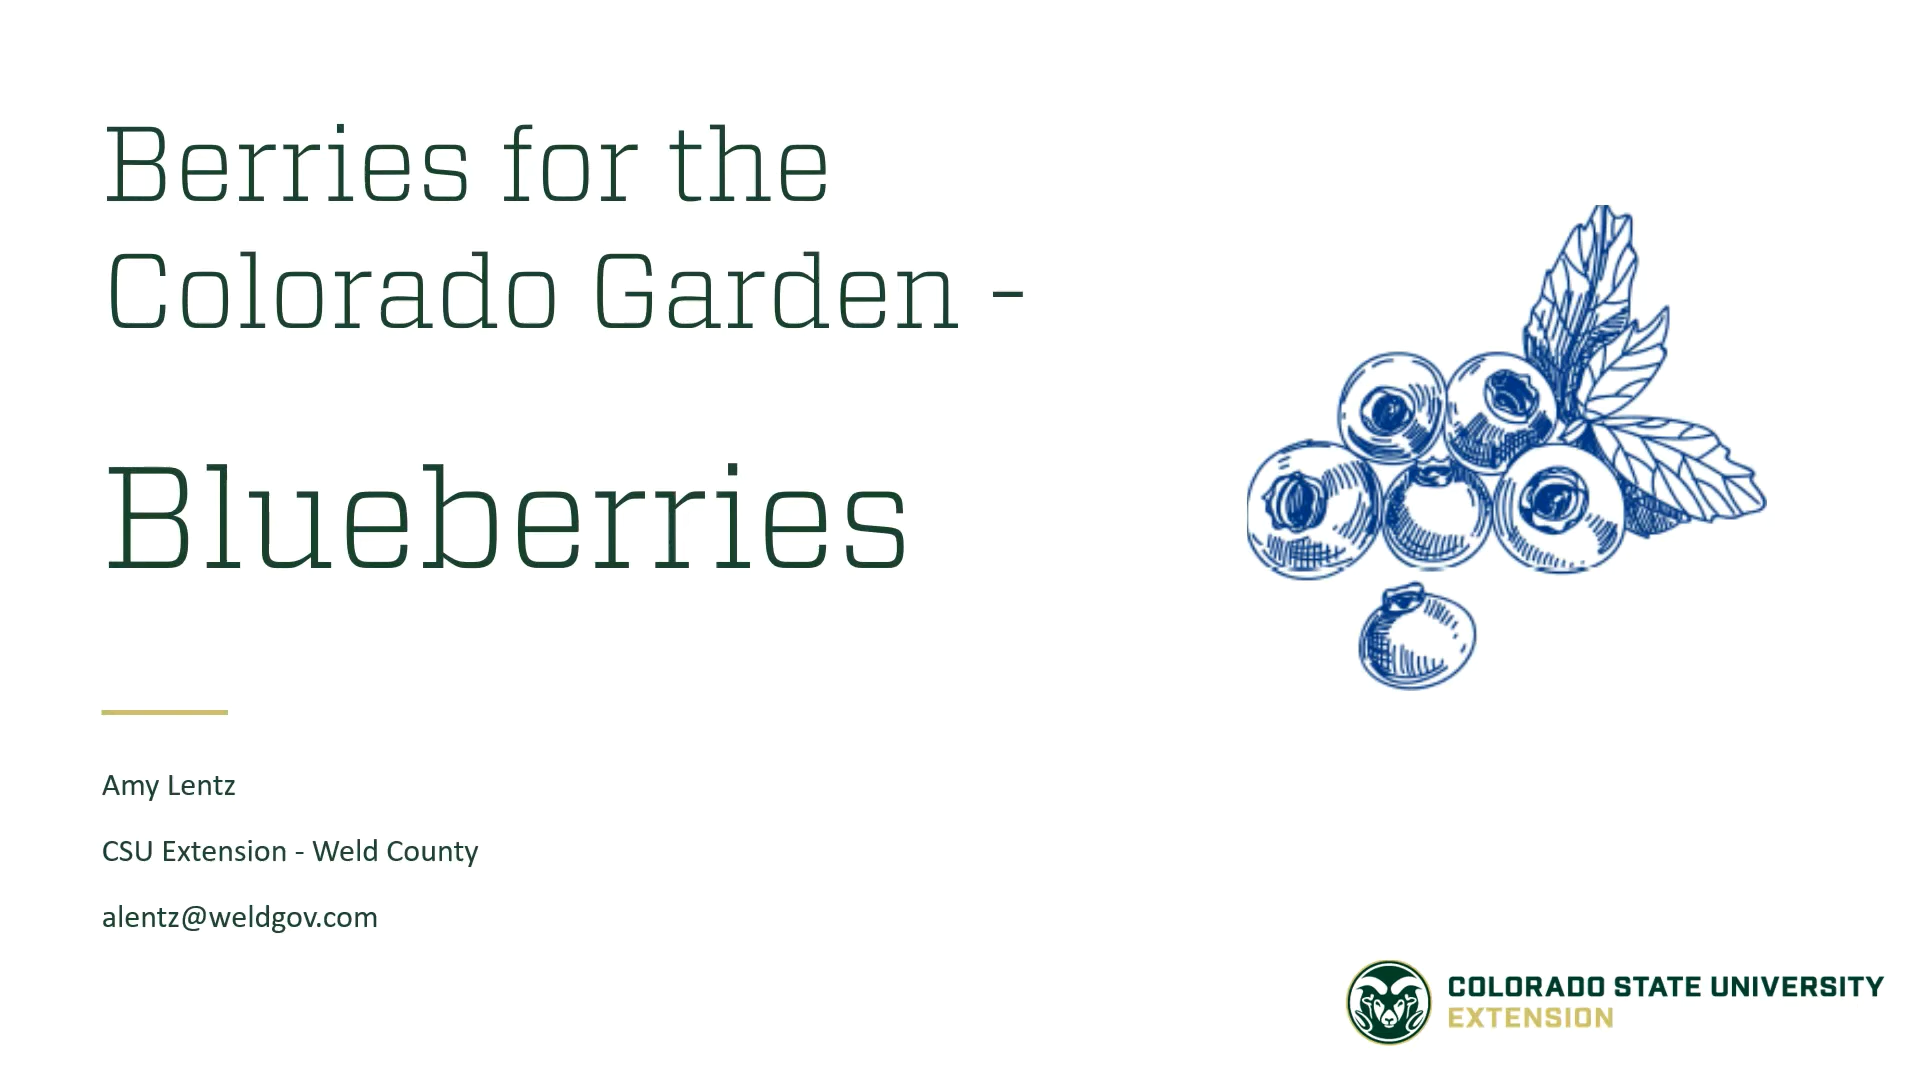 Berries for the
Colorado Garden -
Blueberries
Amy Lentz
CSU Extension - Weld County
alentz@weldgov.com
COLORADO STATE UNIVERSITY
EXTENSION